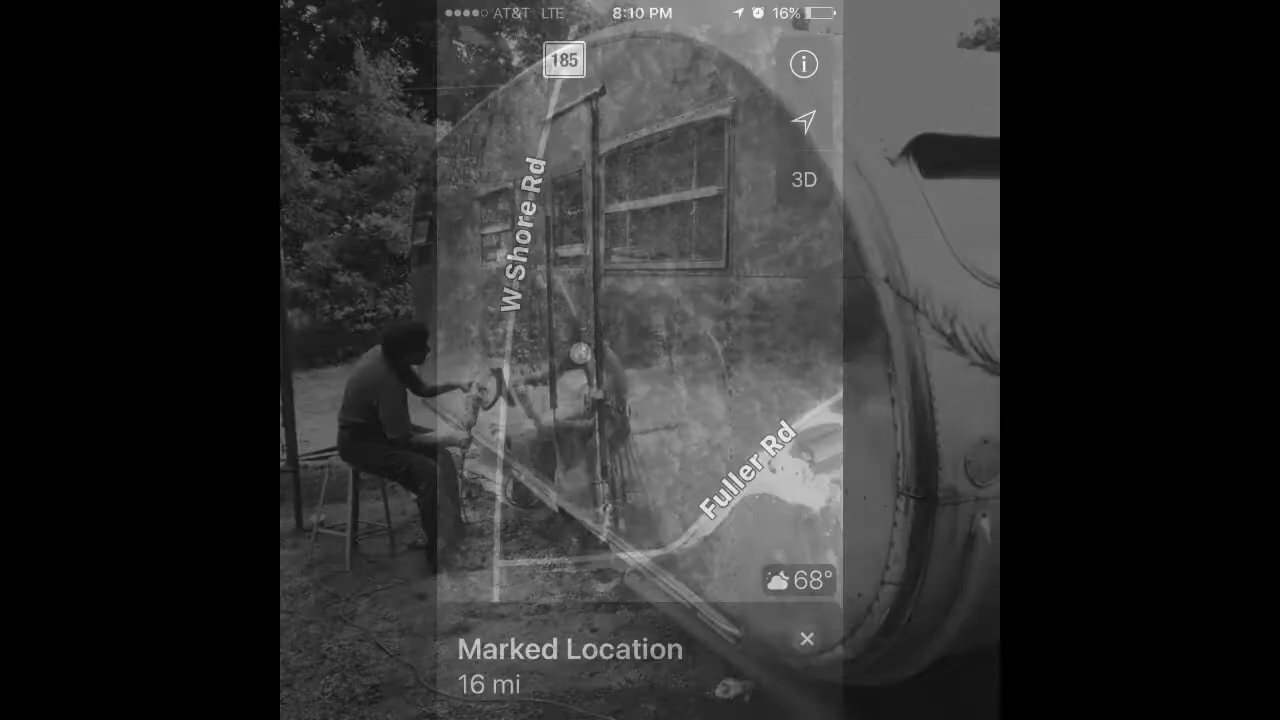 AT&T LTE 8:10 PM 16%
185
3D
W Shore Rd
Fuller Rd
68°
Marked Location
16 mi